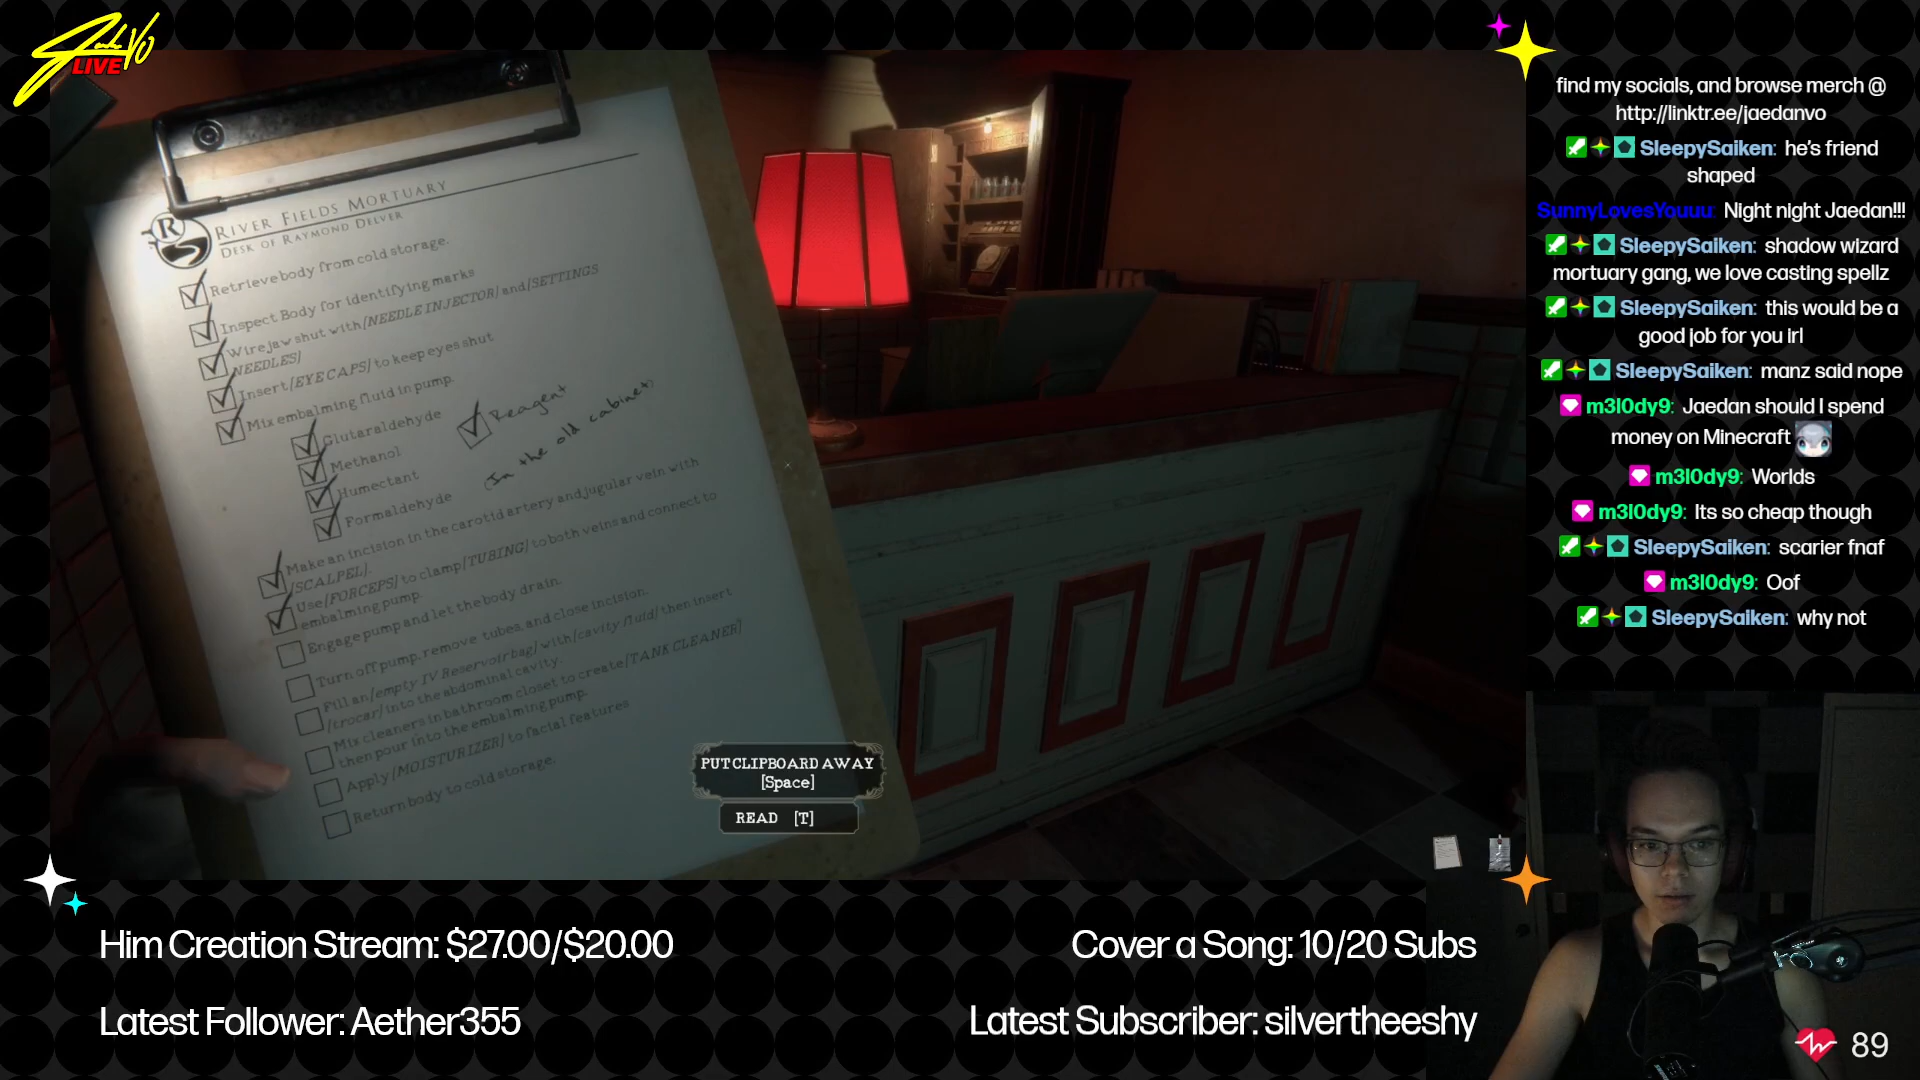 JaedanVo
LIVE
RIVER FIELDS MORTUARY
DESK OF RAYMOND DELVER
Retrieve body from cold storage.
Inspect Body for identifying marks
Wire jaw shut with [NEEDLE INJECTOR] and [SETTINGS
NEEDLES]
Insert [EYE CAPS] to keep eyes shut
Mix embalming fluid in pump.
Glutaraldehyde
Methanol
Humectant
Formaldehyde
Reagent
(In the old cabinet)
Make an incision in the carotid artery and jugular vein with
[SCALPEL].
Use [FORCEPS] to clamp [TUBING] to both veins and connect to
embalming pump.
Engage pump and let the body drain.
Turn off pump, remove tubes, and close incision.
Fill an [empty IV Reservoir bag] with [cavity fluid] then insert
[trocar] into the abdominal cavity.
Mix cleaners in bathroom closet to create [TANK CLEANER]
then pour into the embalming pump.
Apply [MOISTURIZER] to facial features
Return body to cold storage.
PUT CLIPBOARD AWAY
[Space]
READ [T]
find my socials, and browse merch @
http://linktr.ee/jaedanvo
SleepySaiken: he's friend
shaped
SunnyLovesYouuu: Night night Jaedan!!!
SleepySaiken: shadow wizard
mortuary gang, we love casting spellz
SleepySaiken: this would be a
good job for you irl
SleepySaiken: manz said nope
m3l0dy9: Jaedan should I spend
money on Minecraft
m3l0dy9: Worlds
m3l0dy9: Its so cheap though
SleepySaiken: scarier fnaf
m3l0dy9: Oof
SleepySaiken: why not
Him Creation Stream: $27.00/$20.00
Cover a Song: 10/20 Subs
Latest Follower: Aether355
Latest Subscriber: silvertheeshy
89